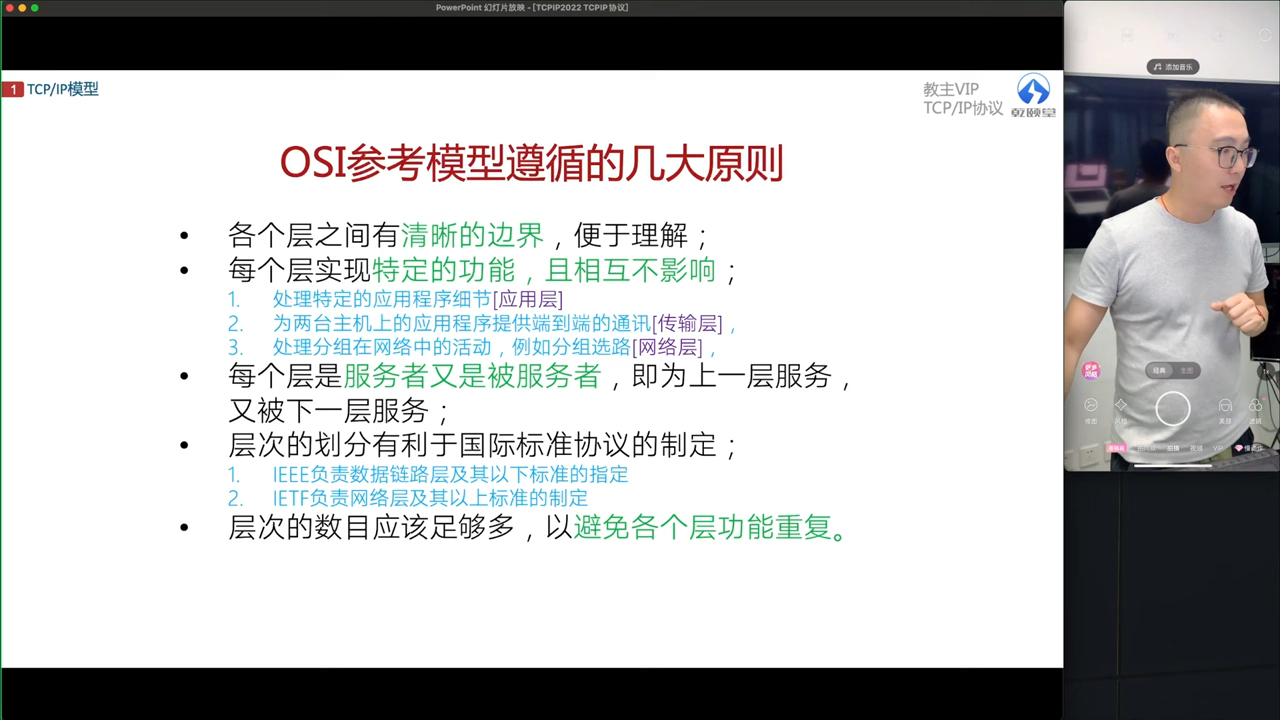 PowerPoint 幻灯片放映 - [TCPIP2022 TCPIP协议]
1 TCP/IP模型
教主VIP
TCP/IP协议
乾颐堂
添加音乐
OSI参考模型遵循的几大原则
• 各个层之间有清晰的边界，便于理解；
• 每个层实现特定的功能，且相互不影响；
1. 处理特定的应用程序细节[应用层]
2. 为两台主机上的应用程序提供端到端的通讯[传输层]，
3. 处理分组在网络中的活动，例如分组选路[网络层]，
• 每个层是服务者又是被服务者，即为上一层服务，
又被下一层服务；
• 层次的划分有利于国际标准协议的制定；
1. IEEE负责数据链路层及其以下标准的指定
2. IETF负责网络层及其以上标准的制定
• 层次的数目应该足够多，以避免各个层功能重复。
1x
经典
生图
美颜
拍摄
视频
VIP